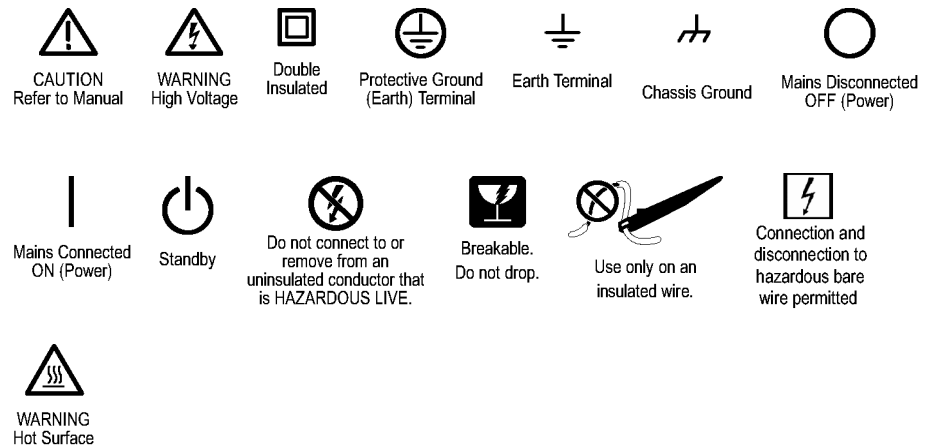 CAUTION
Refer to Manual
WARNING
High Voltage
Double
Insulated
Protective Ground
(Earth) Terminal
Earth Terminal
Chassis Ground
Mains Disconnected
OFF (Power)
Mains Connected
ON (Power)
Standby
Do not connect to or
remove from an
uninsulated conductor that
is HAZARDOUS LIVE.
Breakable.
Do not drop.
Use only on an
insulated wire.
Connection and
disconnection to
hazardous bare
wire permitted
WARNING
Hot Surface